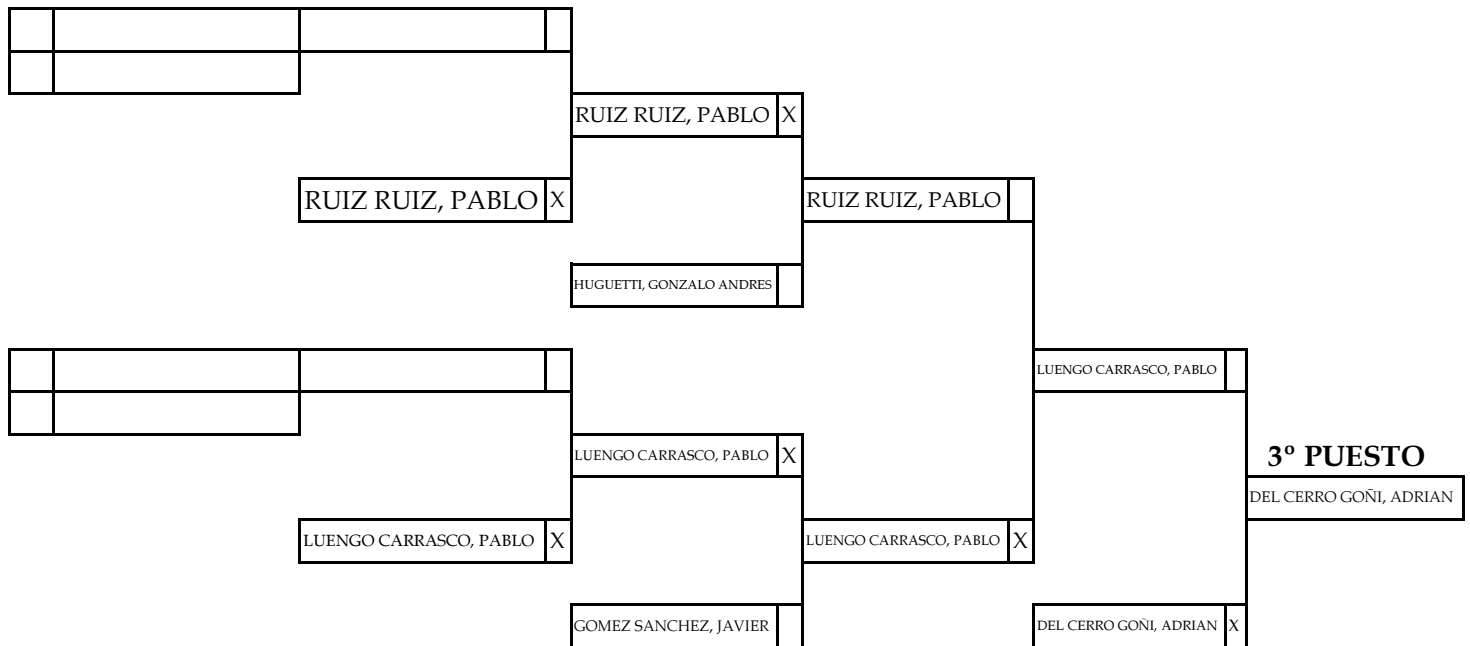 RUIZ RUIZ, PABLO X
RUIZ RUIZ, PABLO X
RUIZ RUIZ, PABLO
HUGUETTI, GONZALO ANDRES
LUENGO CARRASCO, PABLO
LUENGO CARRASCO, PABLO X
3º PUESTO
DEL CERRO GOÑI, ADRIAN
LUENGO CARRASCO, PABLO X
LUENGO CARRASCO, PABLO X
GOMEZ SANCHEZ, JAVIER
DEL CERRO GOÑI, ADRIAN X